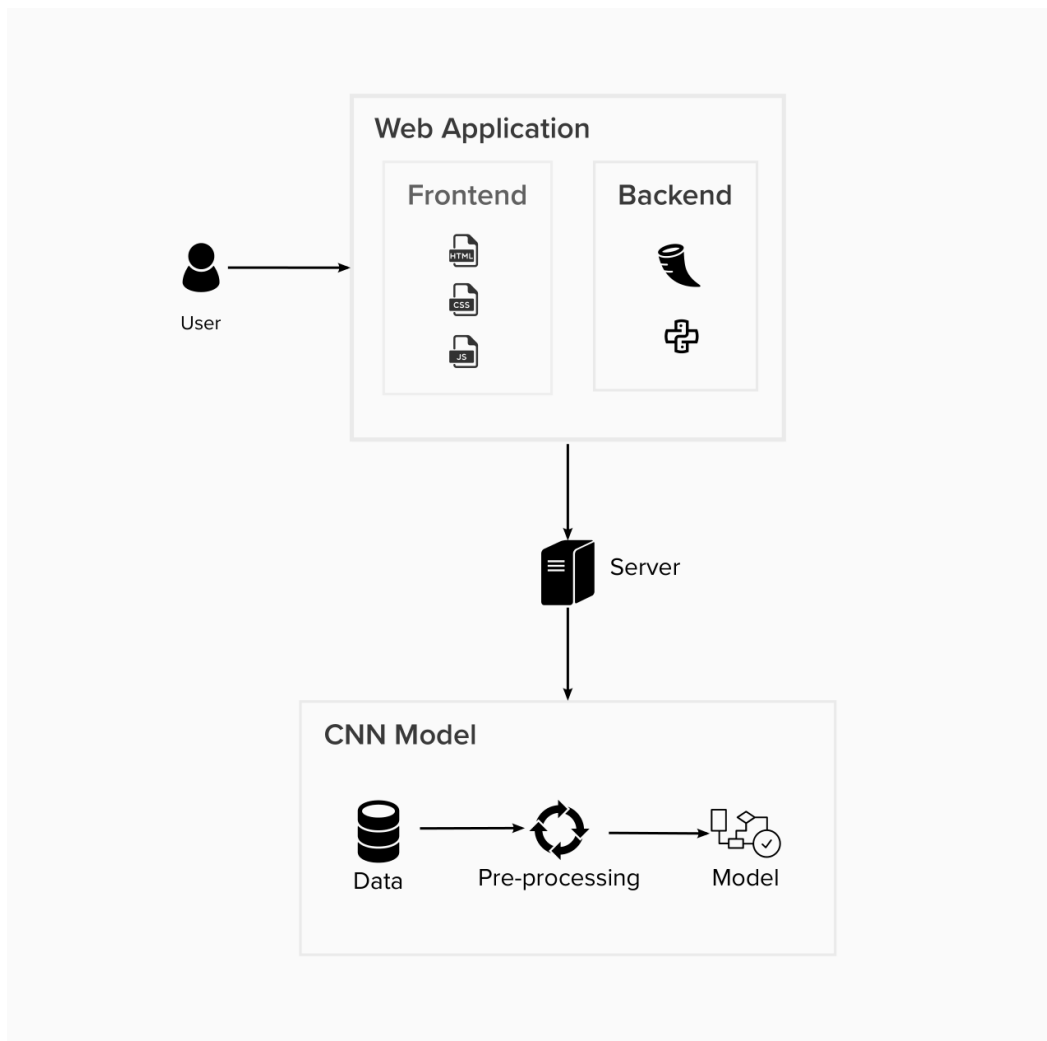 Web Application
Frontend
Backend
HTML
CSS
JS
User
Server
CNN Model
Data
Pre-processing
Model